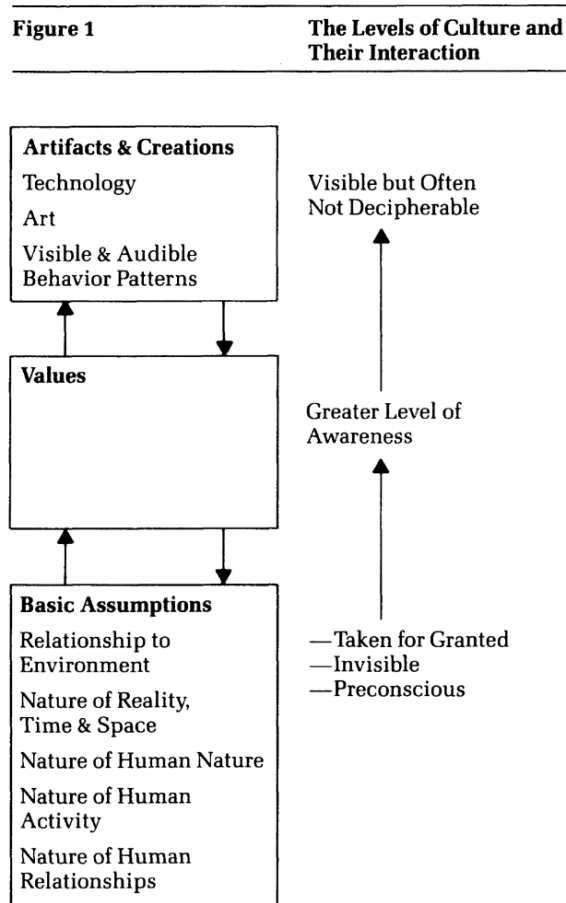 Figure 1
The Levels of Culture and
Their Interaction
Artifacts & Creations
Technology
Art
Visible & Audible
Behavior Patterns
Visible but Often
Not Decipherable
Values
Greater Level of
Awareness
Basic Assumptions
Relationship to
Environment
Nature of Reality,
Time & Space
Nature of Human Nature
Nature of Human
Activity
Nature of Human
Relationships
—Taken for Granted
—Invisible
—Preconscious